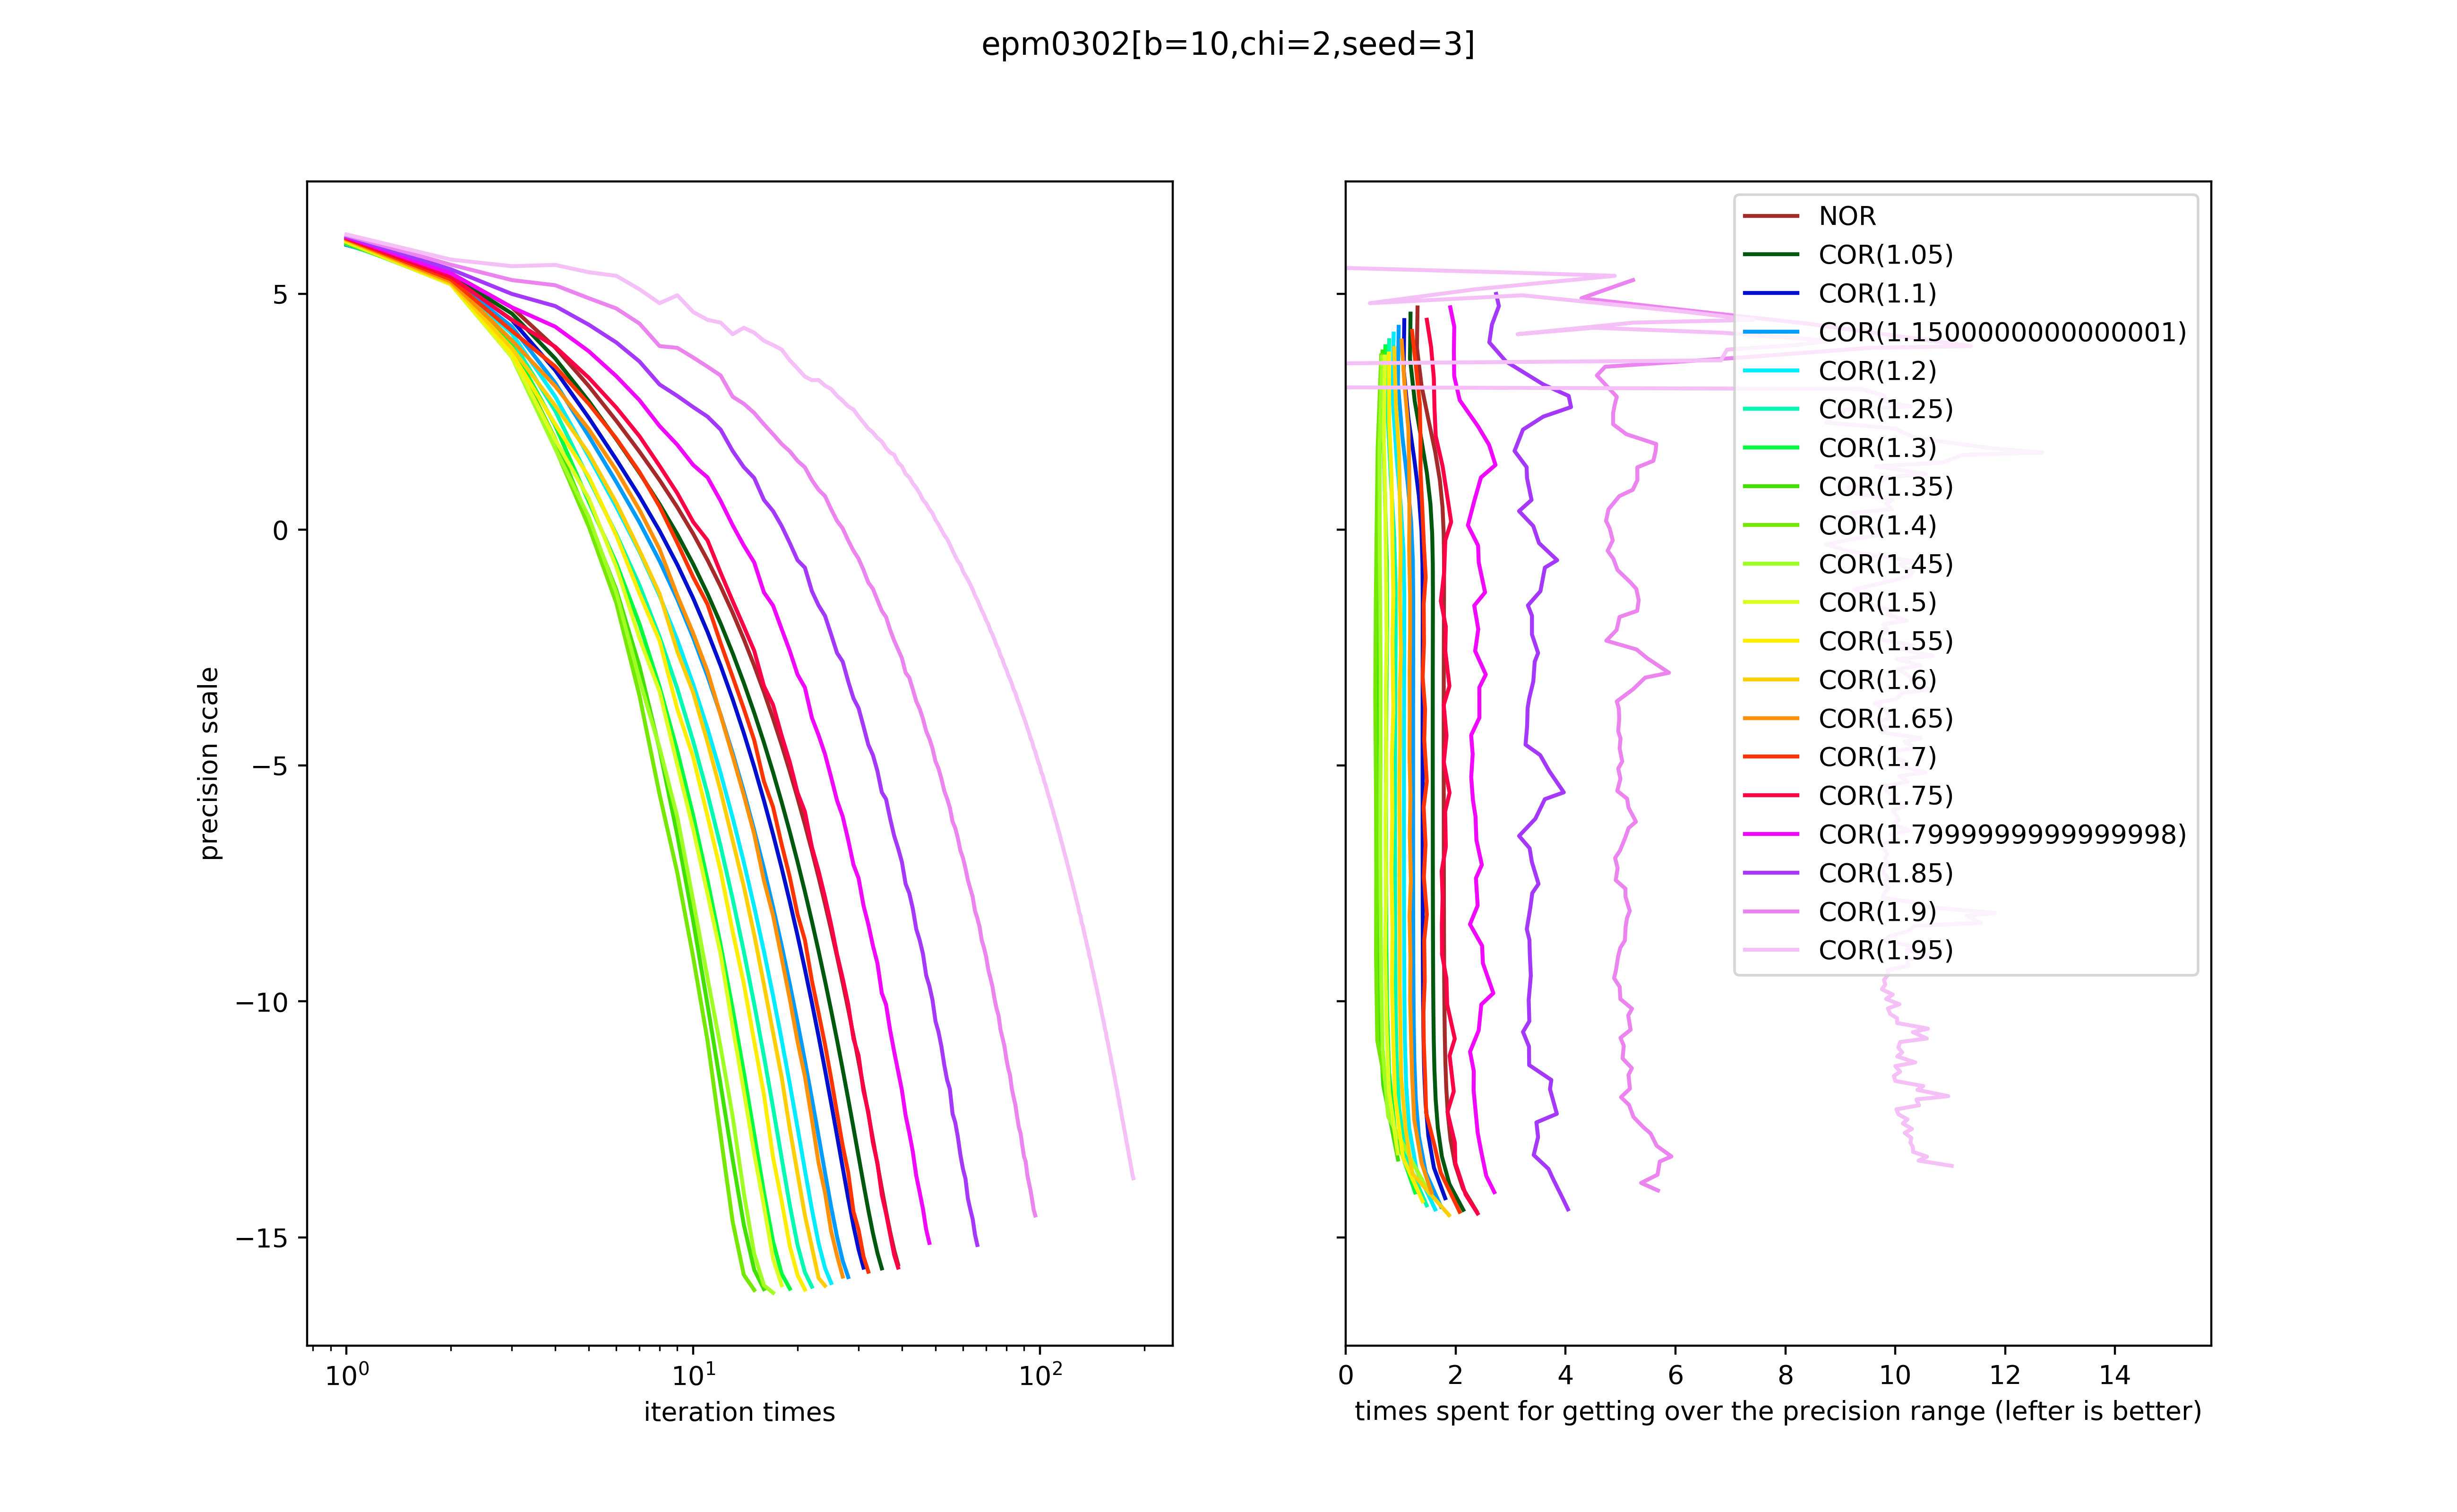 epm0302[b=10,chi=2,seed=3]
precision scale
5
0
−5
−10
−15
10⁰
10¹
10²
iteration times
NOR
COR(1.05)
COR(1.1)
COR(1.1500000000000001)
COR(1.2)
COR(1.25)
COR(1.3)
COR(1.35)
COR(1.4)
COR(1.45)
COR(1.5)
COR(1.55)
COR(1.6)
COR(1.65)
COR(1.7)
COR(1.75)
COR(1.7999999999999998)
COR(1.85)
COR(1.9)
COR(1.95)
0 2 4 6 8 10 12 14
times spent for getting over the precision range (lefter is better)